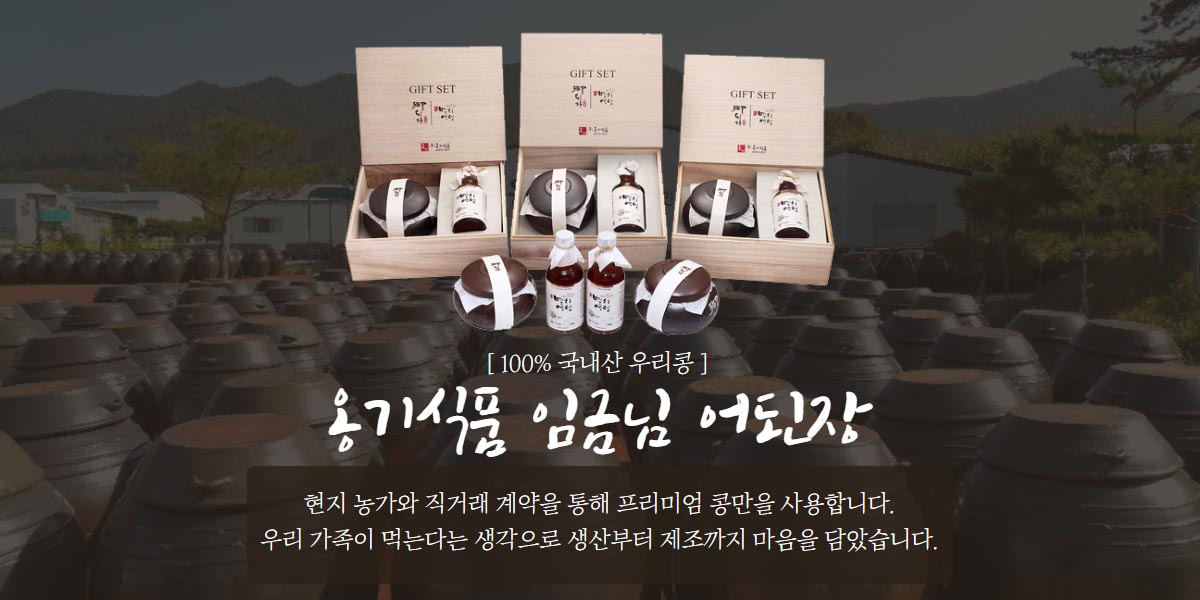 GIFT SET
GIFT SET
GIFT SET
[ 100% 국내산 우리콩 ]
옹기식품 임금님 어된장
현지 농가와 직거래 계약을 통해 프리미엄 콩만을 사용합니다.
우리 가족이 먹는다는 생각으로 생산부터 제조까지 마음을 담았습니다.